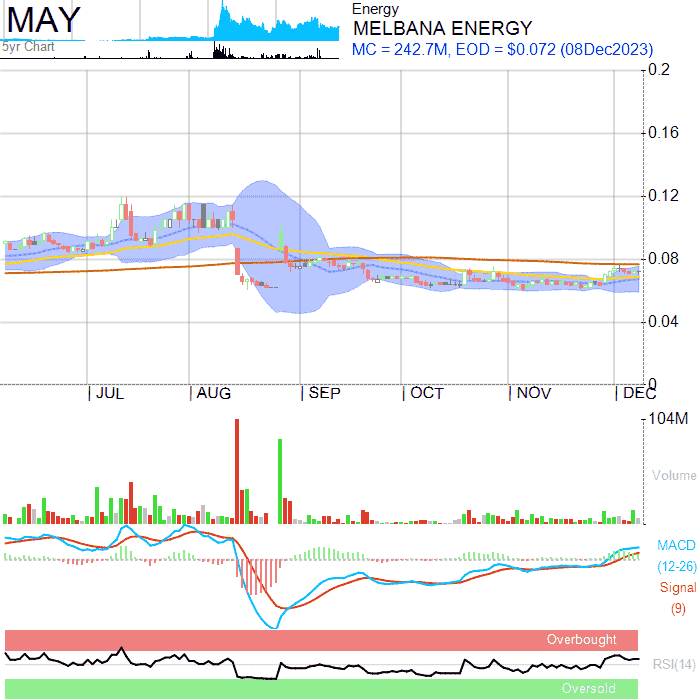 MAY
5yr Chart
Energy
MELBANA ENERGY
MC = 242.7M, EOD = $0.072 (08Dec2023)
0.2
0.16
0.12
0.08
0.04
0
JUL AUG SEP OCT NOV DEC
104M
Volume
MACD
(12-26)
Signal
(9)
Overbought
RSI(14)
Oversold